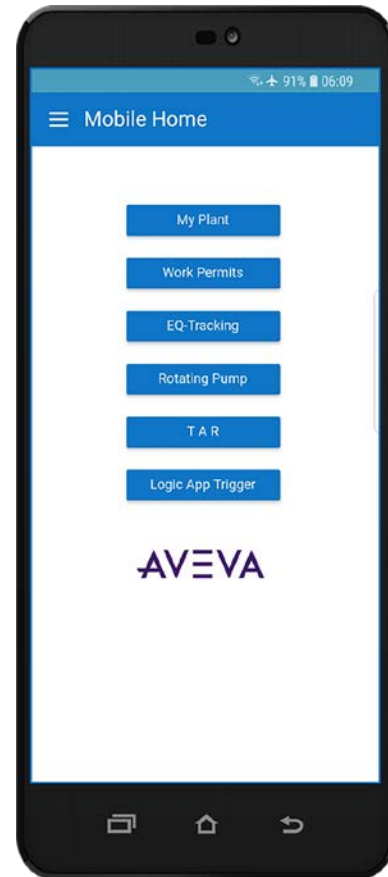 91% 06:09
Mobile Home
My Plant
Work Permits
EQ-Tracking
Rotating Pump
T A R
Logic App Trigger
AVEVA